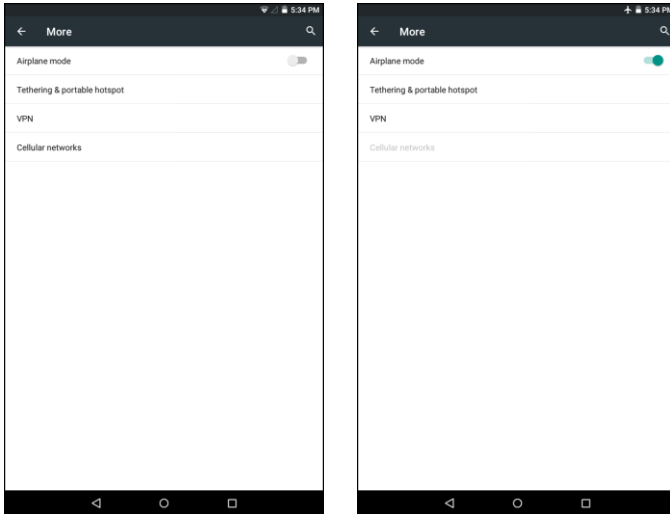 5:34 PM
More
Airplane mode
Tethering & portable hotspot
VPN
Cellular networks
5:34 PM
More
Airplane mode
Tethering & portable hotspot
VPN
Cellular networks